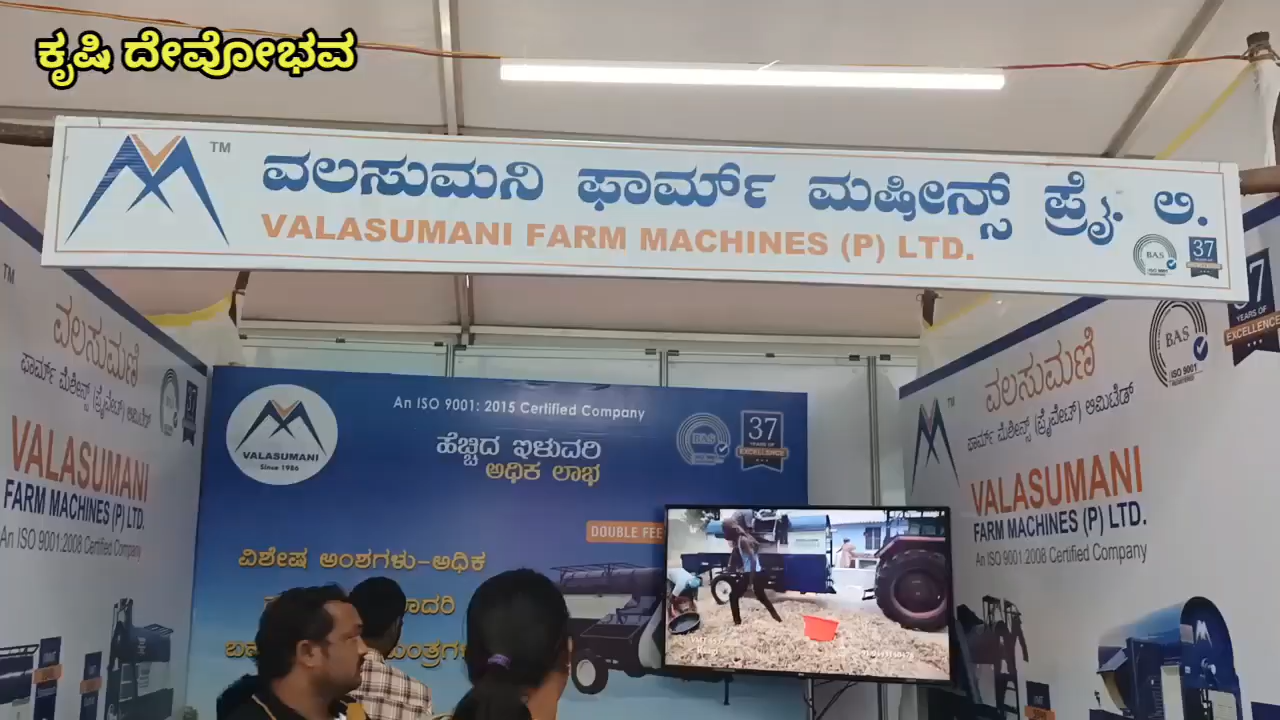 ಕೃಷಿ ದೇವೋಭವ
TM
ವಲಸುಮನಿ ಫಾರ್ಮ್ ಮಷೀನ್ಸ್ ಪ್ರೈ. ಲಿ.
VALASUMANI FARM MACHINES (P) LTD.
BAS
37
TM
ವಲಸುಮಣಿ
ಫಾರ್ಮ್ ಮೆಶೀನ್ಸ್ (ಪ್ರೈವೇಟ್) ಲಿಮಿಟೆಡ್
VALASUMANI
FARM MACHINES (P) LTD.
An ISO 9001:2008 Certified Company
VALASUMANI
Since 1986
An ISO 9001: 2015 Certified Company
ಹೆಚ್ಚಿದ ಇಳುವರಿ
ಅಧಿಕ ಲಾಭ
BAS
37
YEARS OF
EXCELLENCE
DOUBLE FEE
ವಿಶೇಷ ಅಂಶಗಳು-ಅಧಿಕ
TM
ವಲಸುಮಣಿ
ಫಾರ್ಮ್ ಮೆಶೀನ್ಸ್ (ಪ್ರೈವೇಟ್) ಲಿಮಿಟೆಡ್
VALASUMANI
FARM MACHINES (P) LTD.
An ISO 9001:2008 Certified Company
BAS
ISO 9001
YEARS OF
EXCELLENCE